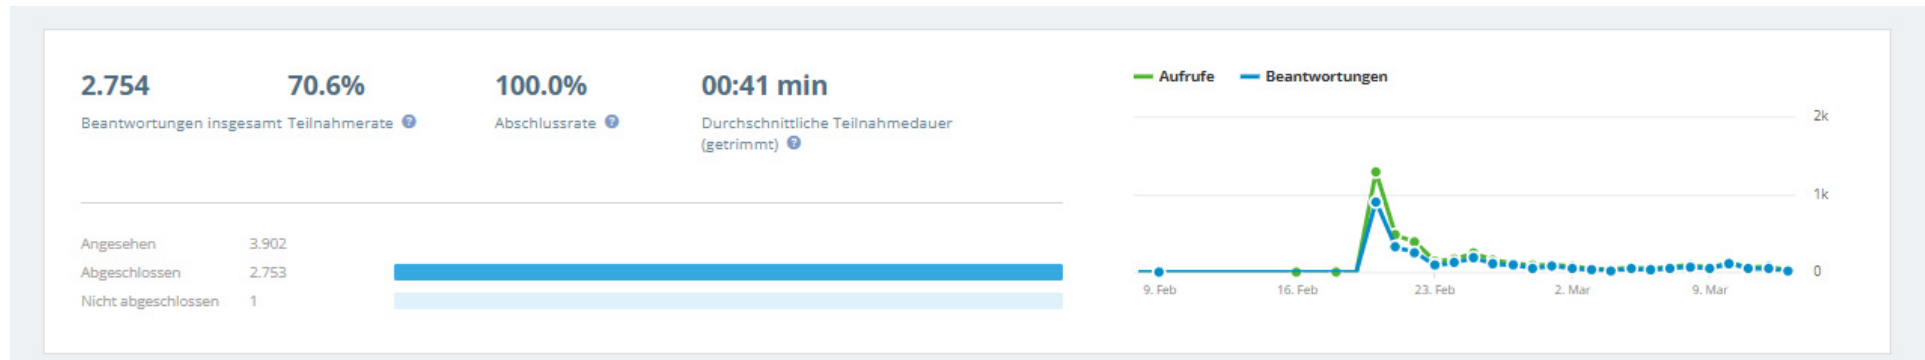 2.754
Beantwortungen insgesamt
70.6%
Teilnahmerate ?
100.0%
Abschlussrate ?
00:41 min
Durchschnittliche Teilnahmedauer
(getrimmt) ?
Angesehen 3.902
Abgeschlossen 2.753
Nicht abgeschlossen 1
Aufrufe Beantwortungen
2k
1k
0
9. Feb 16. Feb 23. Feb 2. Mar 9. Mar